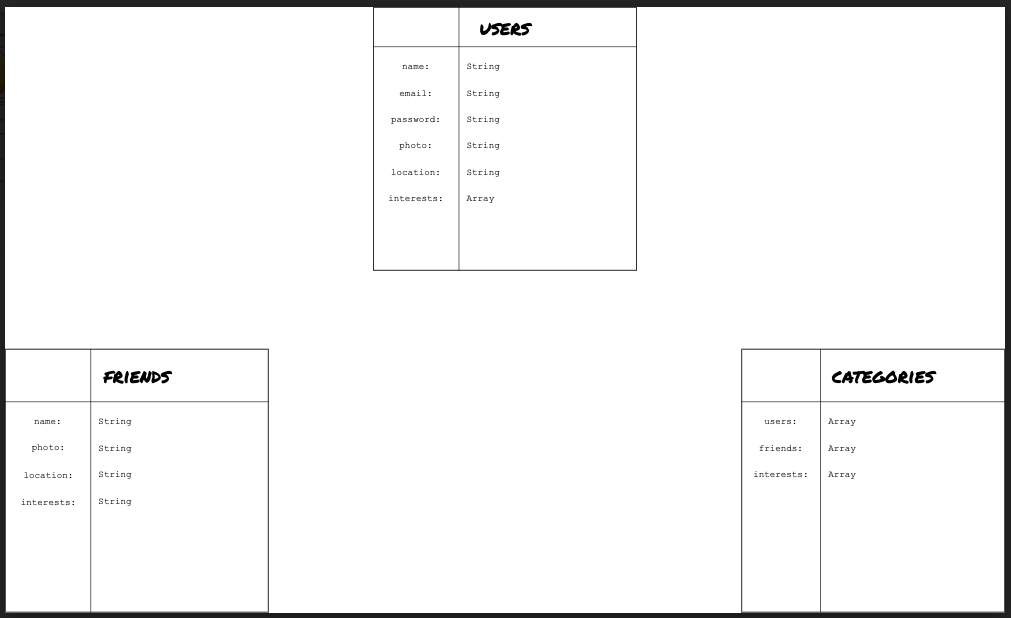 USERS
name: String
email: String
password: String
photo: String
location: String
interests: Array
FRIENDS
name: String
photo: String
location: String
interests: String
CATEGORIES
users: Array
friends: Array
interests: Array